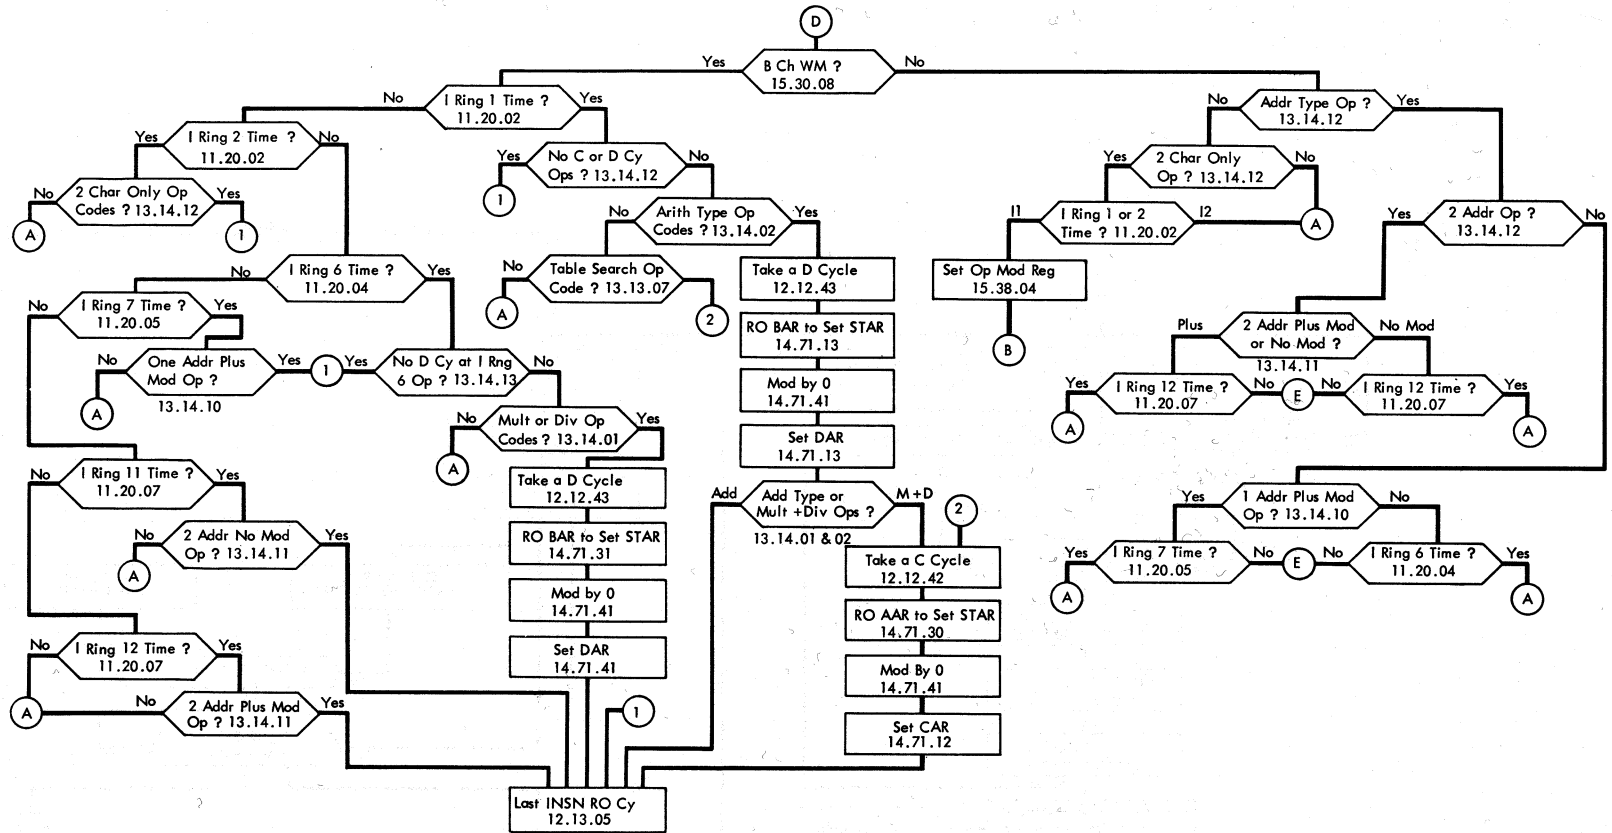 D
B Ch WM ?
15.30.08
Yes
No
I Ring 1 Time ?
11.20.02
No
Yes
Addr Type Op ?
13.14.12
No
Yes
I Ring 2 Time ?
11.20.02
Yes
No
No C or D Cy
Ops ? 13.14.12
Yes
No
1
2 Char Only
Op ? 13.14.12
Yes
No
2 Char Only Op
Codes ? 13.14.12
No
Yes
A
1
Arith Type Op
Codes ? 13.14.02
No
Yes
I Ring 1 or 2
Time ? 11.20.02
I1
I2
A
2 Addr Op ?
13.14.12
Yes
No
I Ring 6 Time ?
11.20.04
No
Yes
Table Search Op
Code ? 13.13.07
No
A
2
Take a D Cycle
12.12.43
Set Op Mod Reg
15.38.04
B
I Ring 7 Time ?
11.20.05
No
Yes
RO BAR to Set STAR
14.71.13
2 Addr Plus Mod
or No Mod ?
13.14.11
Plus
No Mod
One Addr Plus
Mod Op ?
13.14.10
No
Yes
A
1
Yes
No D Cy at I Rng
6 Op ? 13.14.13
No
Mod by 0
14.71.41
Yes
I Ring 12 Time ?
11.20.07
No
E
No
I Ring 12 Time ?
11.20.07
Yes
A
A
Mult or Div Op
Codes ? 13.14.01
No
Yes
A
Set DAR
14.71.13
I Ring 11 Time ?
11.20.07
No
Yes
Take a D Cycle
12.12.43
Add Type or
Mult +Div Ops ?
13.14.01 & 02
Add
M+D
2
1 Addr Plus Mod
Op ? 13.14.10
Yes
No
2 Addr No Mod
Op ? 13.14.11
No
Yes
A
RO BAR to Set STAR
14.71.31
Take a C Cycle
12.12.42
Yes
I Ring 7 Time ?
11.20.05
No
E
No
I Ring 6 Time ?
11.20.04
Yes
A
A
Mod by 0
14.71.41
RO AAR to Set STAR
14.71.30
I Ring 12 Time ?
11.20.07
No
Yes
Set DAR
14.71.41
Mod By 0
14.71.41
A
No
2 Addr Plus Mod
Op ? 13.14.11
Yes
1
Set CAR
14.71.12
Last INSN RO Cy
12.13.05